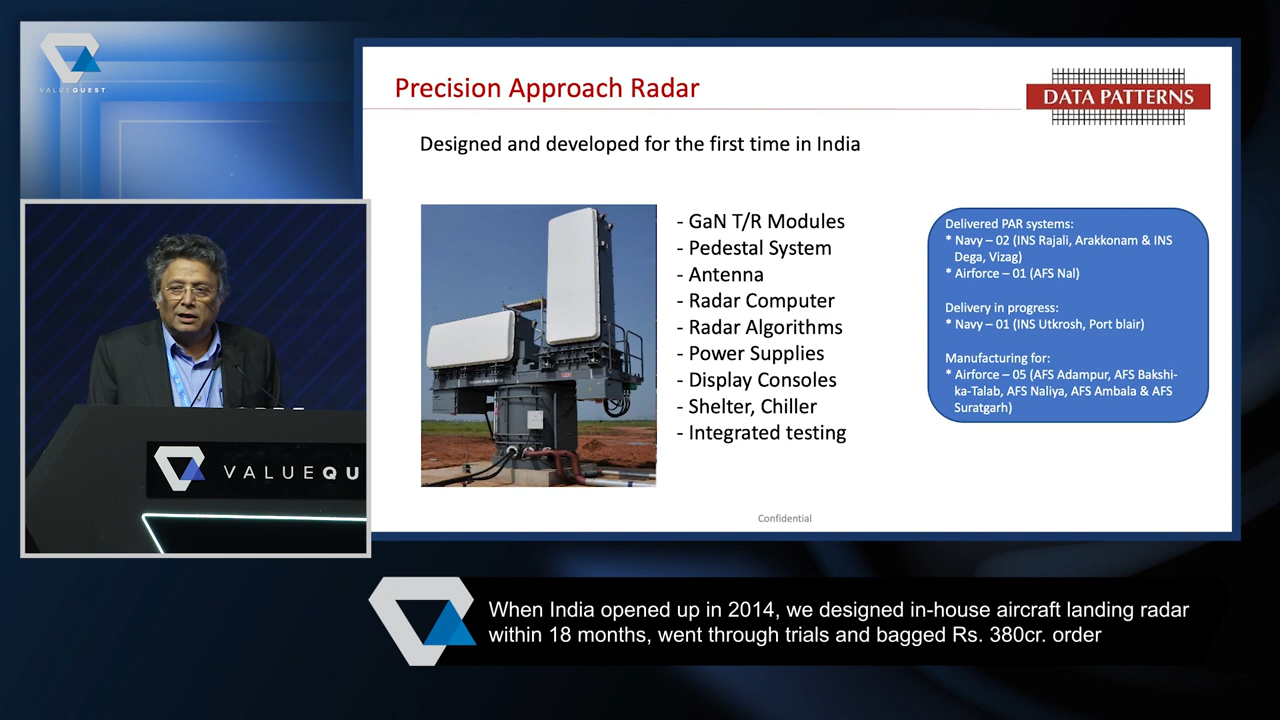 VALUEQUEST
Precision Approach Radar
DATA PATTERNS
Designed and developed for the first time in India
- GaN T/R Modules
- Pedestal System
- Antenna
- Radar Computer
- Radar Algorithms
- Power Supplies
- Display Consoles
- Shelter, Chiller
- Integrated testing
Delivered PAR systems:
* Navy – 02 (INS Rajali, Arakkonam & INS
Dega, Vizag)
* Airforce – 01 (AFS Nal)
Delivery in progress:
* Navy – 01 (INS Utkrosh, Port blair)
Manufacturing for:
* Airforce – 05 (AFS Adampur, AFS Bakshi-
ka-Talab, AFS Naliya, AFS Ambala & AFS
Suratgarh)
Confidential
VALUEQU
When India opened up in 2014, we designed in-house aircraft landing radar
within 18 months, went through trials and bagged Rs. 380cr. order